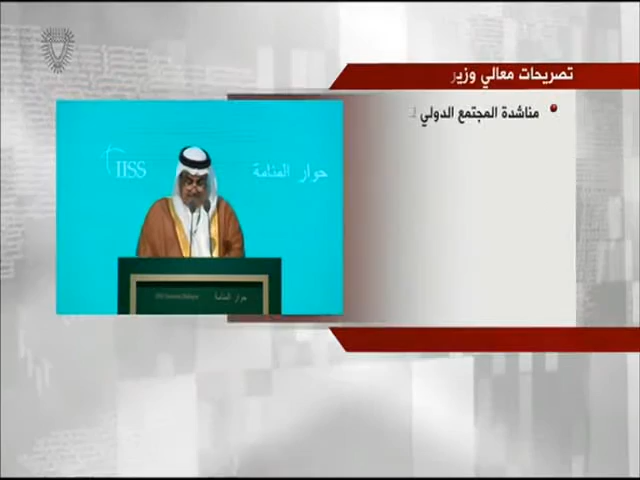 تصريحات معالي وزير
مناشدة المجتمع الدولي
IISS
حوار المنامة
حوار المنامة